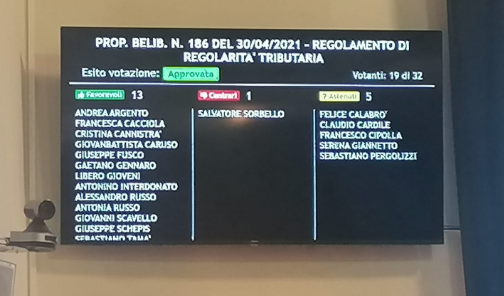 PROP. BELIB. N. 186 DEL 30/04/2021 - REGOLAMENTO DI
REGOLARITA' TRIBUTARIA
Esito votazione: Approvata
Votanti: 19 di 32
Favorevoli 13
ANDREA ARGENTO
FRANCESCA CACCIOLA
CRISTINA CANNISTRA'
GIOVANBATTISTA CARUSO
GIUSEPPE FUSCO
GAETANO GENNARO
LIBERO GIOVENI
ANTONINO INTERDONATO
ALESSANDRO RUSSO
ANTONIA RUSSO
GIOVANNI SCAVELLO
GIUSEPPE SCHEPIS
SEBASTIANO TAMA'
Contrari 1
SALVATORE SORBELLO
? Astenuti 5
FELICE CALABRO'
CLAUDIO CARDILE
FRANCESCO CIPOLLA
SERENA GIANNETTO
SEBASTIANO PERGOLIZZI